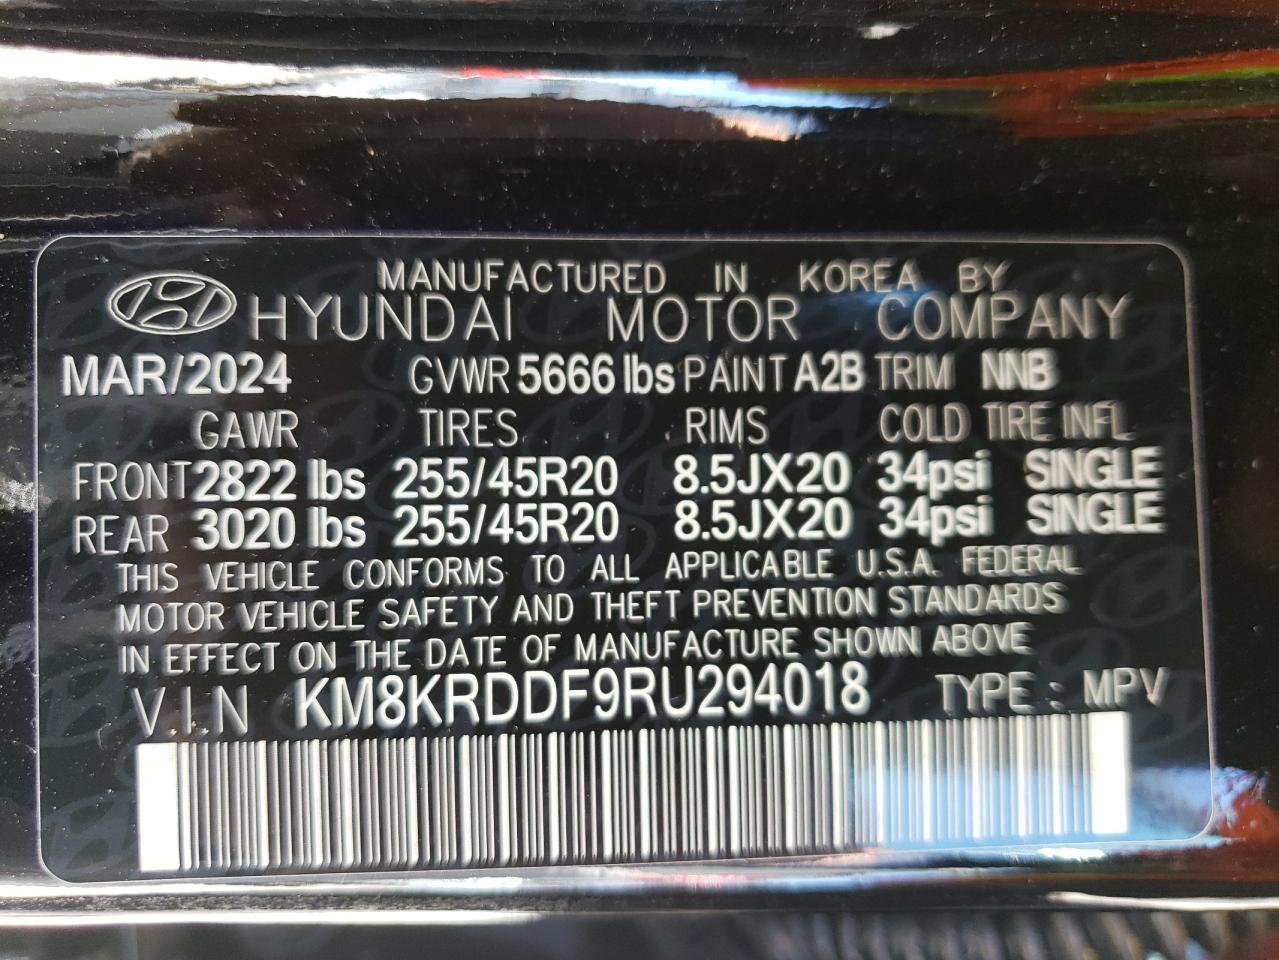 MANUFACTURED IN KOREA BY
HYUNDAI MOTOR COMPANY
MAR/2024 GVWR 5666 lbs PAINT A2B TRIM NNB
GAWR TIRES RIMS COLD TIRE INFL
FRONT 2822 lbs 255/45R20 8.5JX20 34psi SINGLE
REAR 3020 lbs 255/45R20 8.5JX20 34psi SINGLE
THIS VEHICLE CONFORMS TO ALL APPLICABLE U.S.A. FEDERAL
MOTOR VEHICLE SAFETY AND THEFT PREVENTION STANDARDS
IN EFFECT ON THE DATE OF MANUFACTURE SHOWN ABOVE
V.I.N KM8KRDDF9RU294018 TYPE : MPV